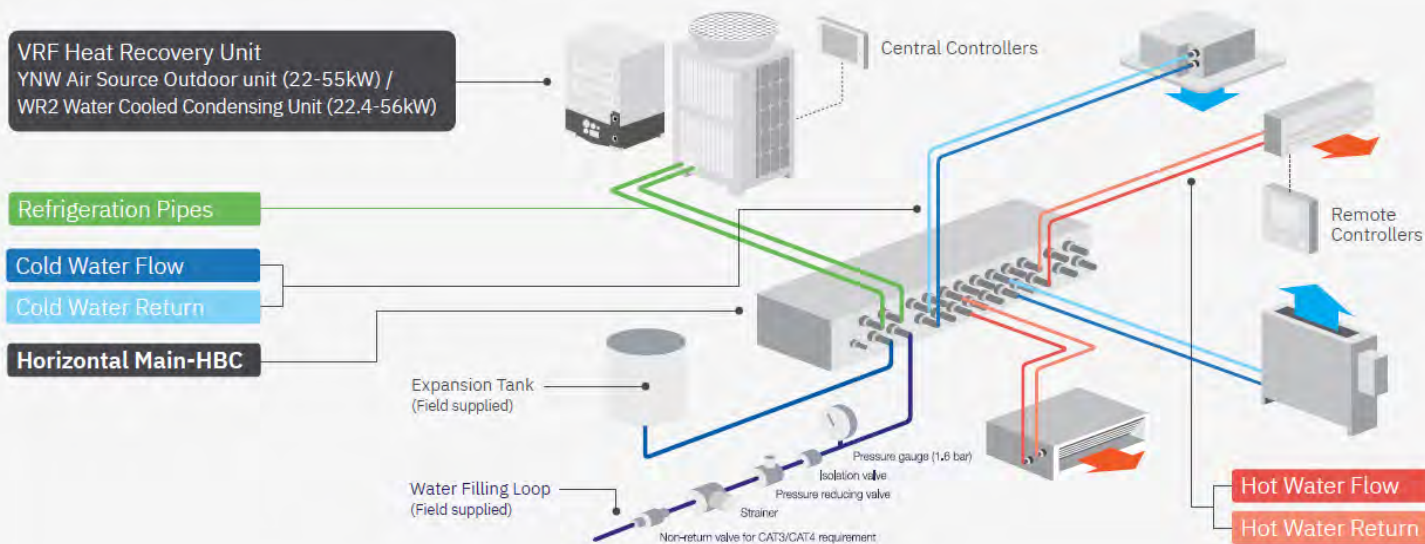 VRF Heat Recovery Unit
YNW Air Source Outdoor unit (22-55kW) /
WR2 Water Cooled Condensing Unit (22.4-56kW)
Central Controllers
Refrigeration Pipes
Cold Water Flow
Cold Water Return
Horizontal Main-HBC
Remote
Controllers
Expansion Tank
(Field supplied)
Pressure gauge (1.6 bar)
Isolation valve
Pressure reducing valve
Strainer
Water Filling Loop
(Field supplied)
Non-return valve for CAT3/CAT4 requirement
Hot Water Flow
Hot Water Return